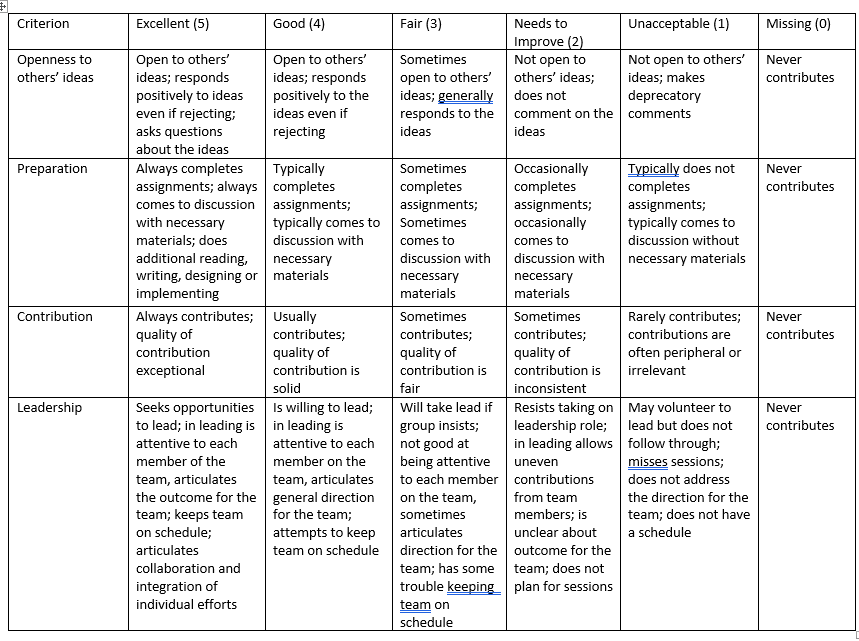 Criterion
Excellent (5)
Good (4)
Fair (3)
Needs to
Improve (2)
Unacceptable (1)
Missing (0)
Openness to
others’ ideas
Open to others’
ideas; responds
positively to ideas
even if rejecting;
asks questions
about the ideas
Open to others’
ideas; responds
positively to the
ideas even if
rejecting
Sometimes
open to others’
ideas; generally
responds to the
ideas
Not open to
others’ ideas;
does not
comment on the
ideas
Not open to others’
ideas; makes
deprecatory
comments
Never
contributes
Preparation
Always completes
assignments; always
comes to discussion
with necessary
materials; does
additional reading,
writing, designing or
implementing
Typically
completes
assignments;
typically comes to
discussion with
necessary
materials
Sometimes
completes
assignments;
Sometimes
comes to
discussion with
necessary
materials
Occasionally
completes
assignments;
occasionally
comes to
discussion with
necessary
materials
Typically does not
completes
assignments;
typically comes to
discussion without
necessary materials
Never
contributes
Contribution
Always contributes;
quality of
contribution
exceptional
Usually
contributes;
quality of
contribution is
solid
Sometimes
contributes;
quality of
contribution is
fair
Sometimes
contributes;
quality of
contribution is
inconsistent
Rarely contributes;
contributions are
often peripheral or
irrelevant
Never
contributes
Leadership
Seeks opportunities
to lead; in leading is
attentive to each
member of the
team, articulates
the outcome for the
team; keeps team
on schedule;
articulates
collaboration and
integration of
individual efforts
Is willing to lead;
in leading is
attentive to each
member on the
team, articulates
general direction
for the team;
attempts to keep
team on schedule
Will take lead if
group insists;
not good at
being attentive
to each member
on the team,
sometimes
articulates
direction for the
team; has some
trouble keeping
team on
schedule
Resists taking on
leadership role;
in leading allows
uneven
contributions
from team
members; is
unclear about
outcome for the
team; does not
plan for sessions
May volunteer to
lead but does not
follow through;
misses sessions;
does not address
the direction for the
team; does not have
a schedule
Never
contributes